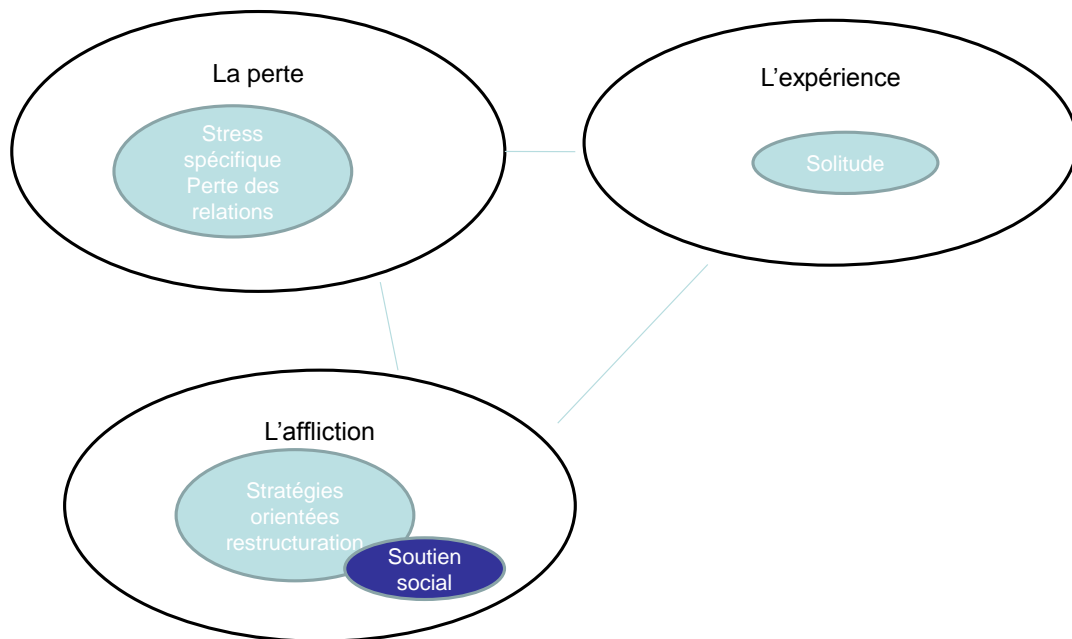 La perte
Stress
spécifique
Perte des
relations
L’expérience
Solitude
L’affliction
Stratégies
orientées
restructuration
Soutien
social